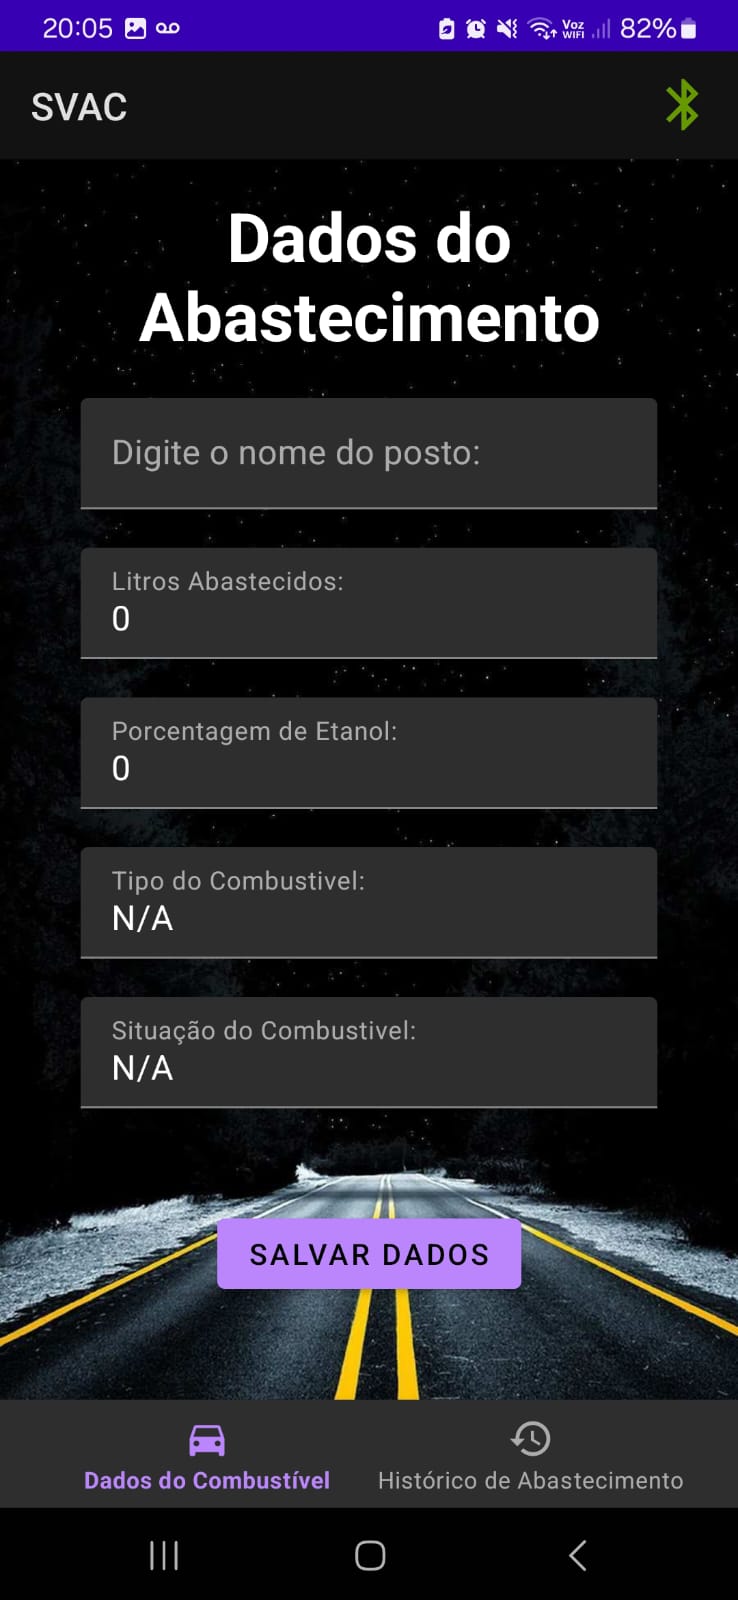 20:05 Voz WIFI 82%
SVAC
Dados do
Abastecimento
Digite o nome do posto:
Litros Abastecidos:
0
Porcentagem de Etanol:
0
Tipo do Combustivel:
N/A
Situação do Combustivel:
N/A
SALVAR DADOS
Dados do Combustível
Histórico de Abastecimento